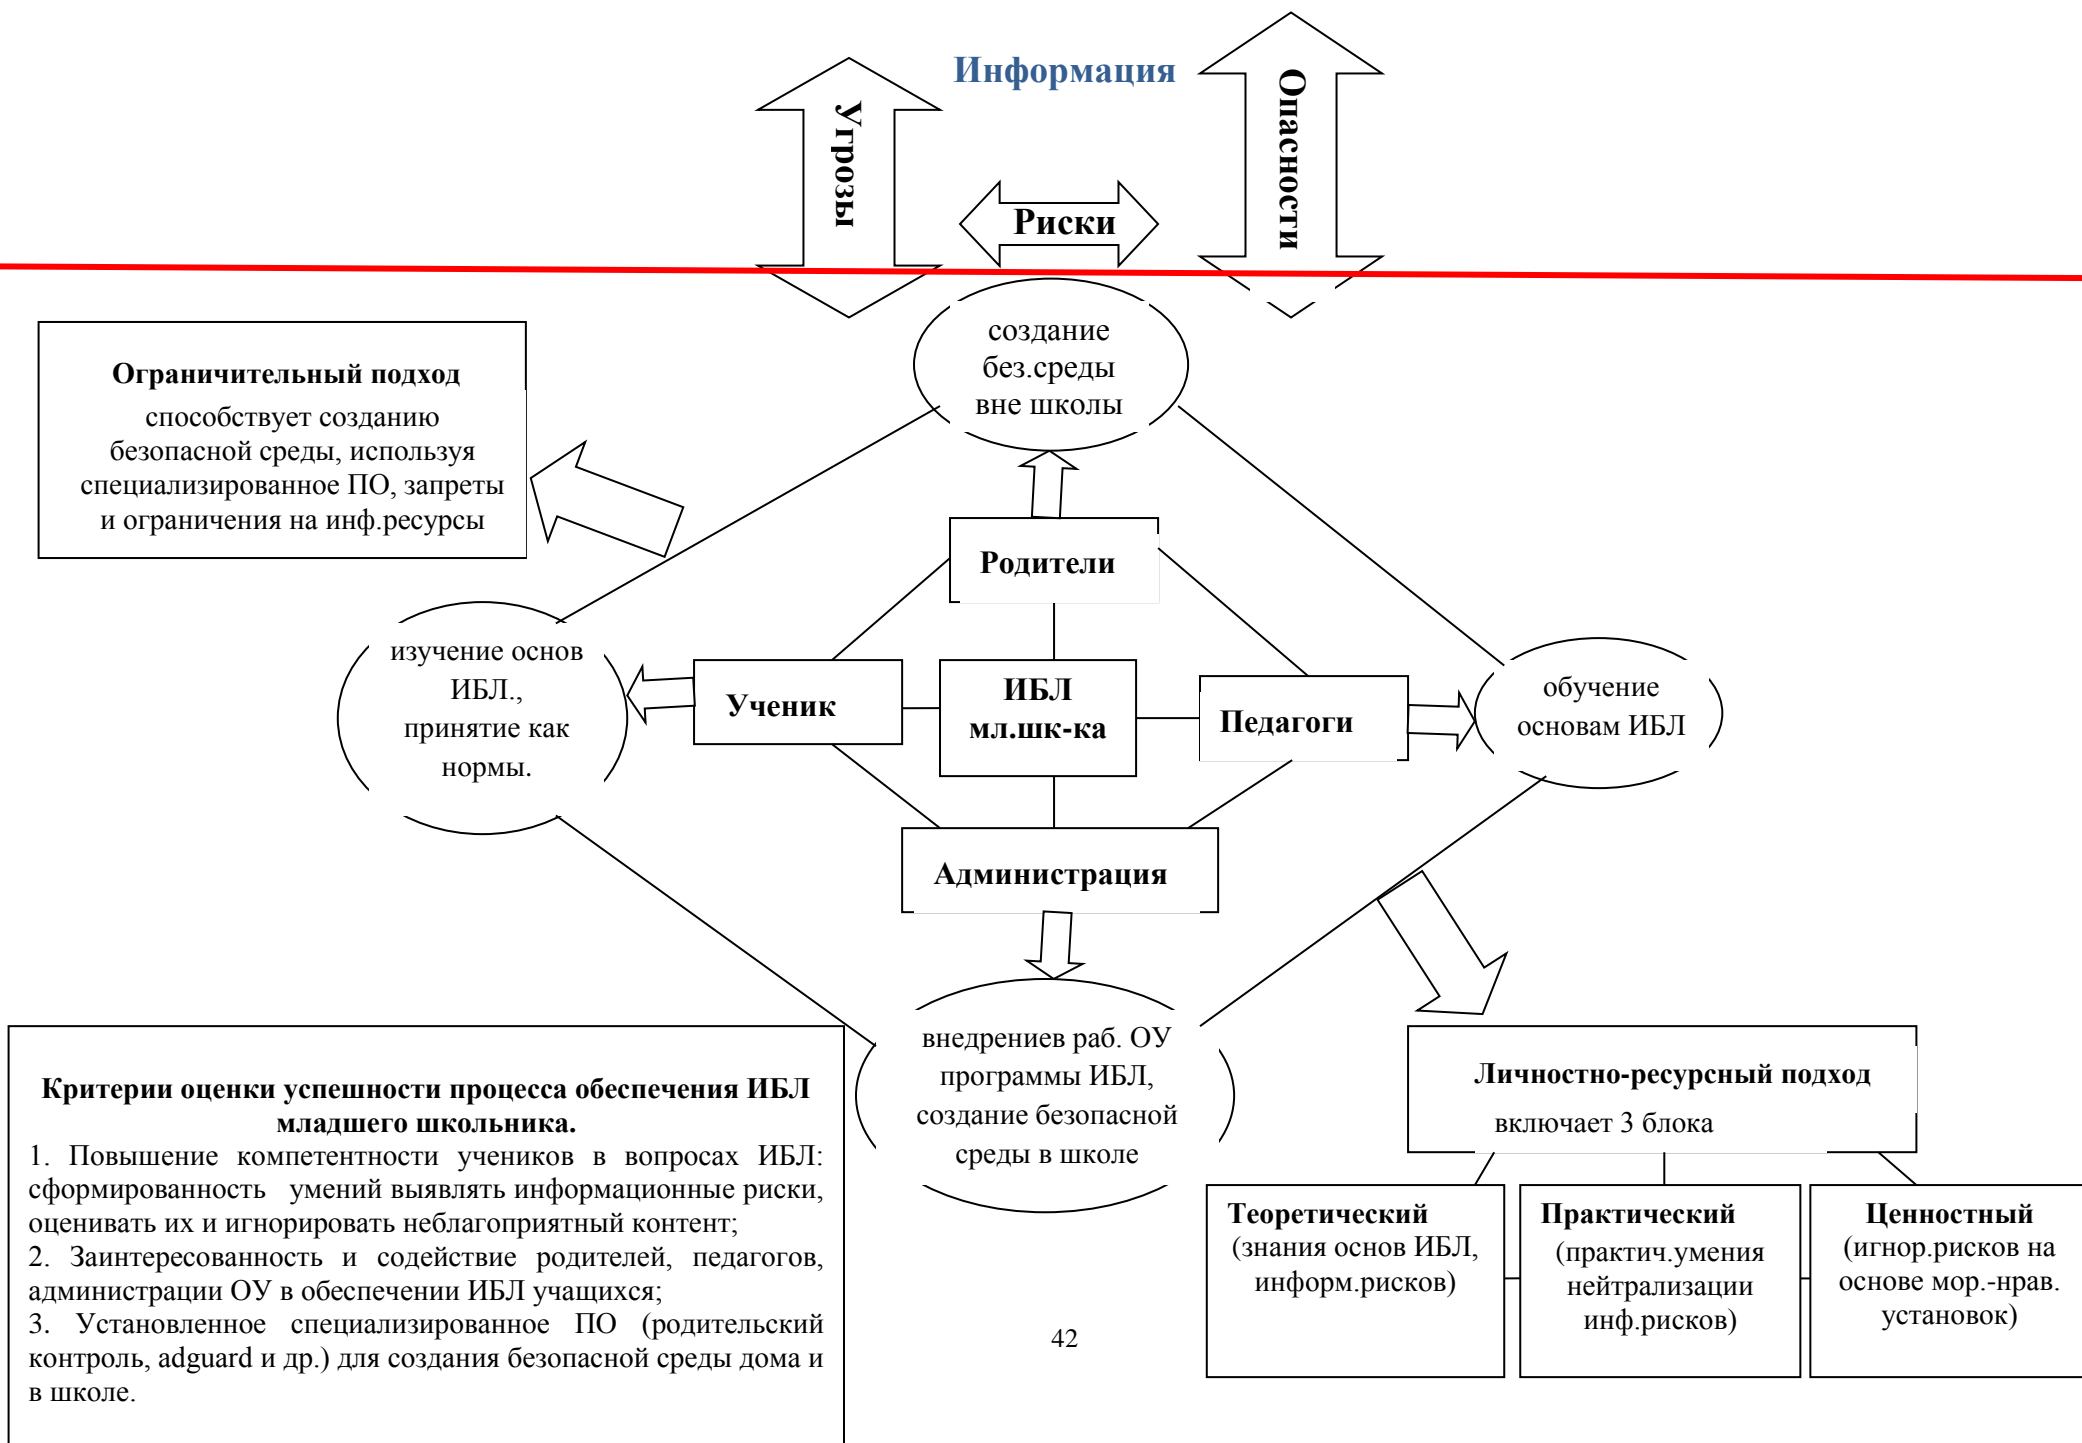 Информация
Угрозы
Опасности
Риски
создание
без.среды
вне школы
Ограничительный подход
способствует созданию
безопасной среды, используя
специализированное ПО, запреты
и ограничения на инф.ресурсы
Родители
изучение основ
ИБЛ.,
принятие как
нормы.
Ученик
ИБЛ
мл.шк-ка
Педагоги
обучение
основам ИБЛ
Администрация
внедрениев раб. ОУ
программы ИБЛ,
создание безопасной
среды в школе
Критерии оценки успешности процесса обеспечения ИБЛ
младшего школьника.
1. Повышение компетентности учеников в вопросах ИБЛ:
сформированность умений выявлять информационные риски,
оценивать их и игнорировать неблагоприятный контент;
2. Заинтересованность и содействие родителей, педагогов,
администрации ОУ в обеспечении ИБЛ учащихся;
3. Установленное специализированное ПО (родительский
контроль, adguard и др.) для создания безопасной среды дома и
в школе.
Личностно-ресурсный подход
включает 3 блока
Теоретический
(знания основ ИБЛ,
информ.рисков)
Практический
(практич.умения
нейтрализации
инф.рисков)
Ценностный
(игнор.рисков на
основе мор.-нрав.
установок)
42